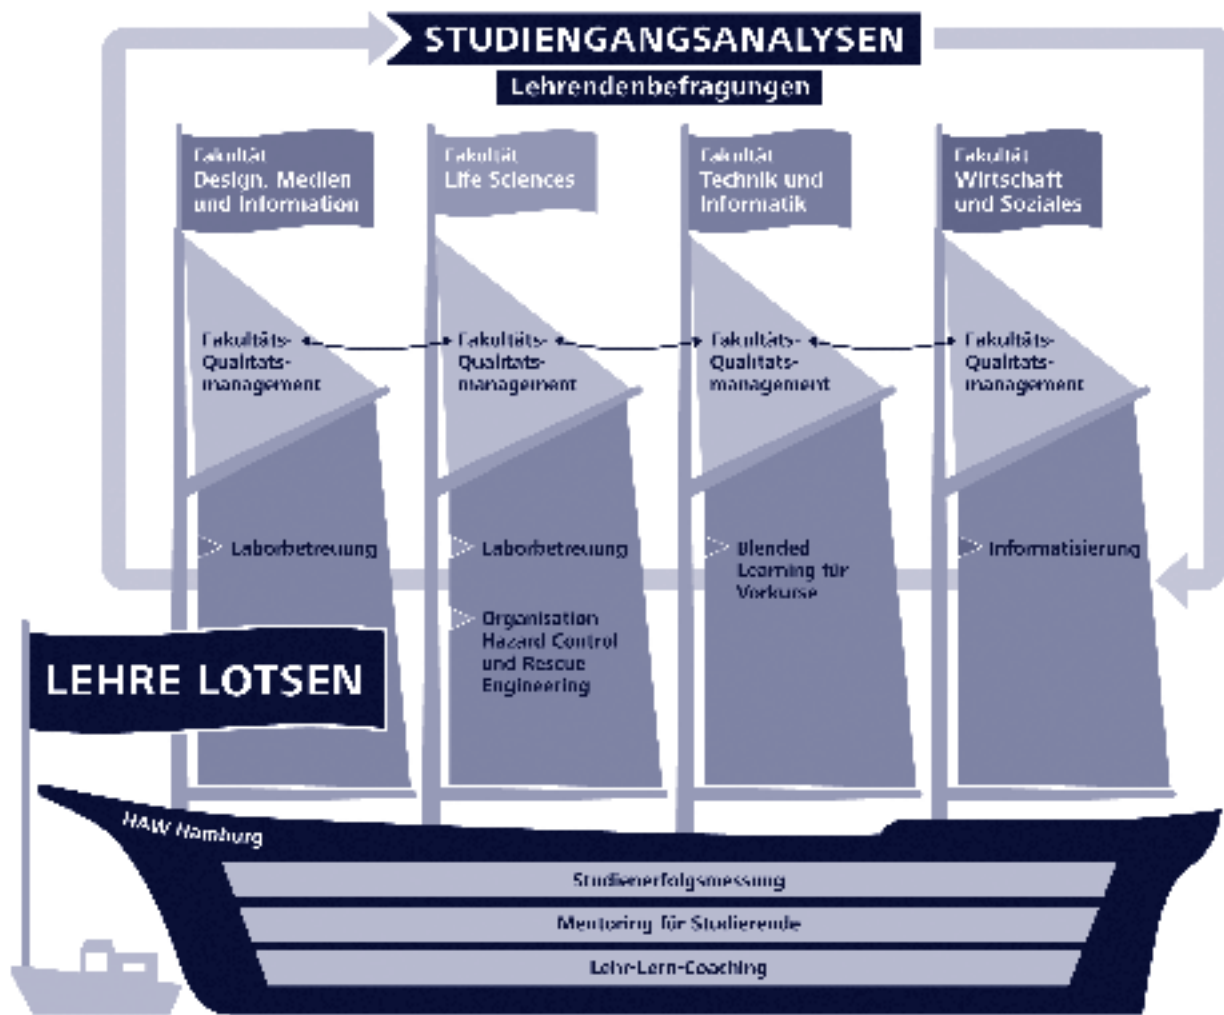 STUDIENGANGSANALYSEN
Lehrendenbefragungen
Fakultät
Design, Medien
und Information
Fakultät
Life Sciences
Fakultät
Technik und
Informatik
Fakultät
Wirtschaft
und Soziales
Fakultäts-
Qualitäts-
management
Fakultäts-
Qualitäts-
management
Fakultäts-
Qualitäts-
management
Fakultäts-
Qualitäts-
management
Laborbetreuung
Laborbetreuung
Organisation
Hazard Control
und Rescue
Engineering
Blended
Learning für
Vorkurse
Informatisierung
LEHRE LOTSEN
HAW Hamburg
Studienerfolgsmessung
Mentoring für Studierende
Lehr-Lern-Coaching